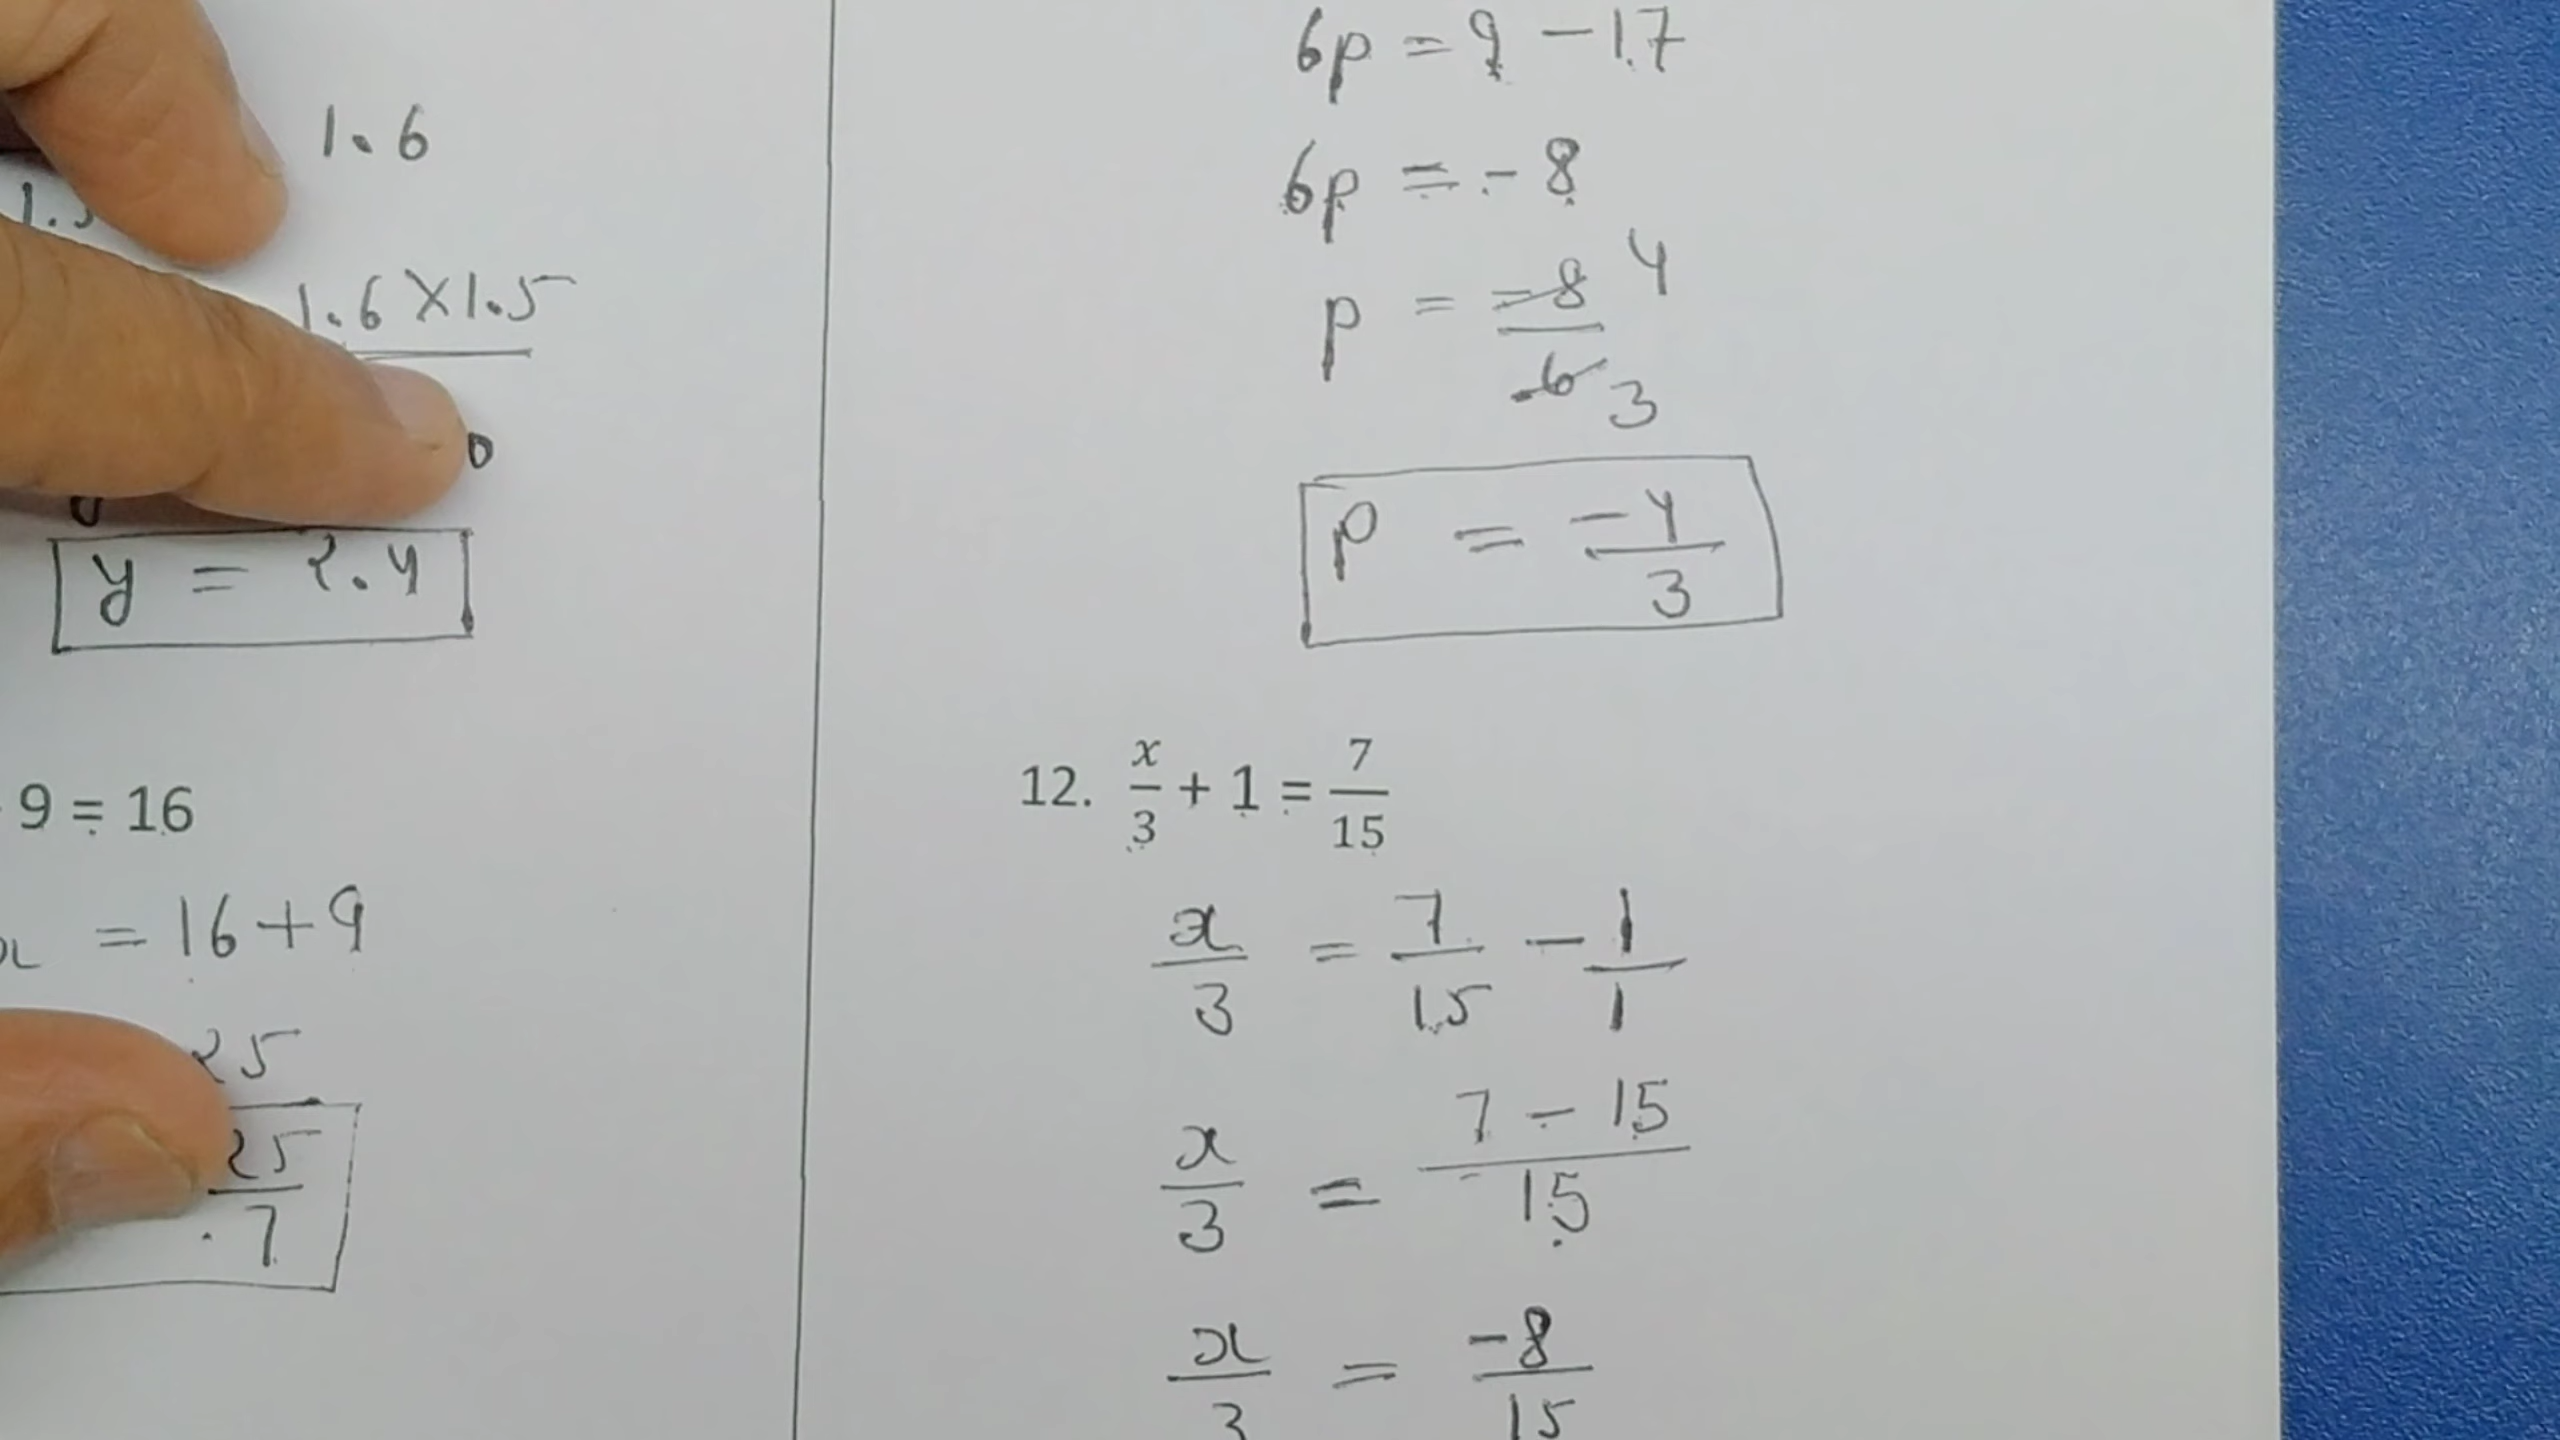 1.6
1.6 × 1.5
0
y = 2.4
9 = 16
x = 16 + 9
25
25
7
6p = 9 - 17
6p = - 8
p = -8 4
6 3
p = -4
3
12. x/3 + 1 = 7/15
x/3 = 7/15 - 1/1
x/3 = 7 - 15
15
x/3 = -8/15